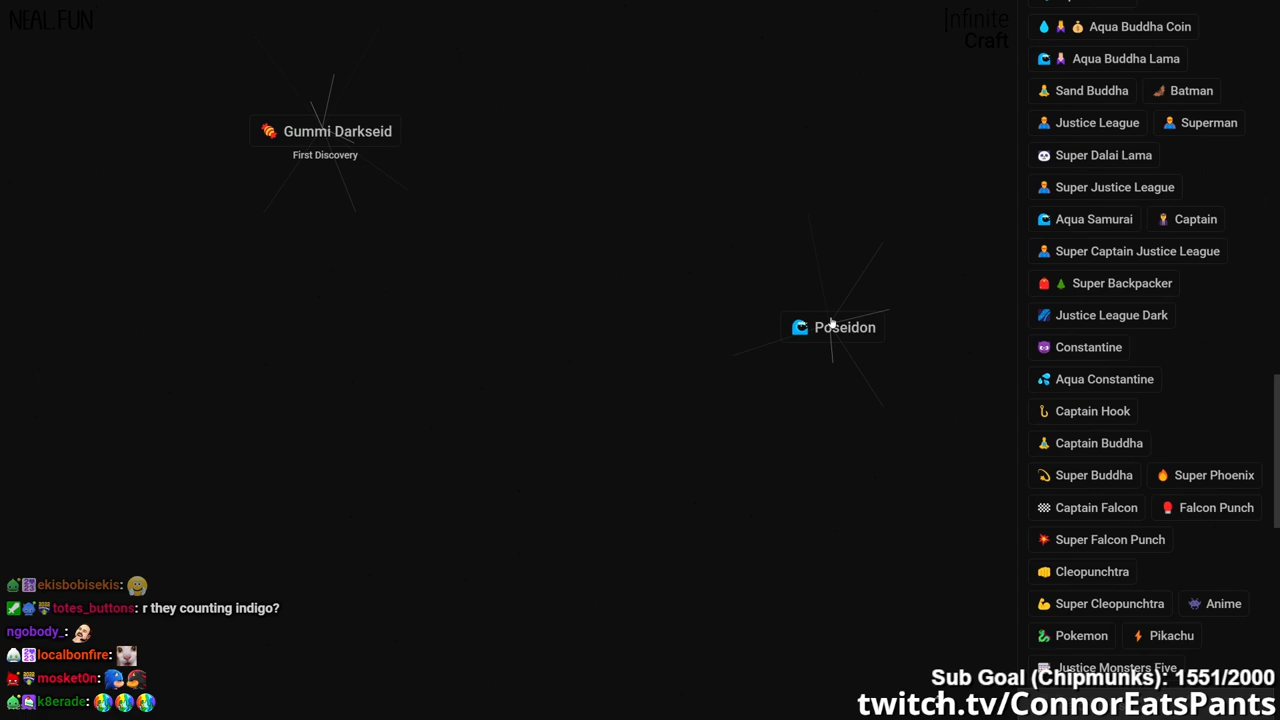 NEAL.FUN
Infinite
Craft
Gummi Darkseid
First Discovery
Poseidon
Aqua Buddha Coin
Aqua Buddha Lama
Sand Buddha
Batman
Justice League
Superman
Super Dalai Lama
Super Justice League
Aqua Samurai
Captain
Super Captain Justice League
Super Backpacker
Justice League Dark
Constantine
Aqua Constantine
Captain Hook
Captain Buddha
Super Buddha
Super Phoenix
Captain Falcon
Falcon Punch
Super Falcon Punch
Cleopunchtra
Super Cleopunchtra
Anime
Pokemon
Pikachu
Justice Monsters Five
ekisbobisekis:
totes_buttons: r they counting indigo?
ngobody_:
localbonfire:
mosket0n:
k8erade:
Sub Goal (Chipmunks): 1551/2000
twitch.tv/ConnorEatsPants